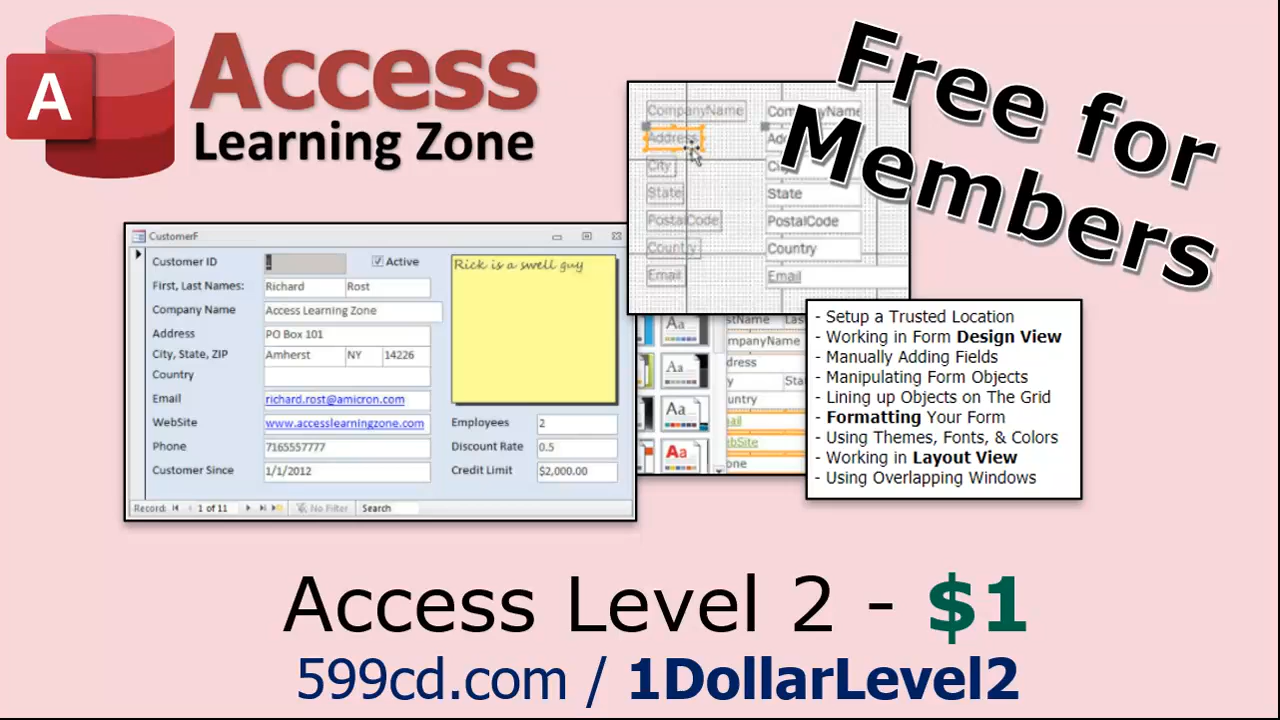 A
Access
Learning Zone
Free for
Members
CompanyName CompanyName
Address
City
State State
PostalCode PostalCode
Country Country
Email Email
CustomerF
Customer ID Active
First, Last Names: Richard Rost
Company Name Access Learning Zone
Address PO Box 101
City, State, ZIP Amherst NY 14226
Country
Email richard.rost@amicron.com
WebSite www.accesslearningzone.com
Phone 7165557777
Customer Since 1/1/2012
Rick is a swell guy
Employees 2
Discount Rate 0.5
Credit Limit $2,000.00
Record: 1 of 11 No Filter Search
Aa
Aa
Aa
Aa
- Setup a Trusted Location
- Working in Form Design View
- Manually Adding Fields
- Manipulating Form Objects
- Lining up Objects on The Grid
- Formatting Your Form
- Using Themes, Fonts, & Colors
- Working in Layout View
- Using Overlapping Windows
Access Level 2 - $1
599cd.com / 1DollarLevel2